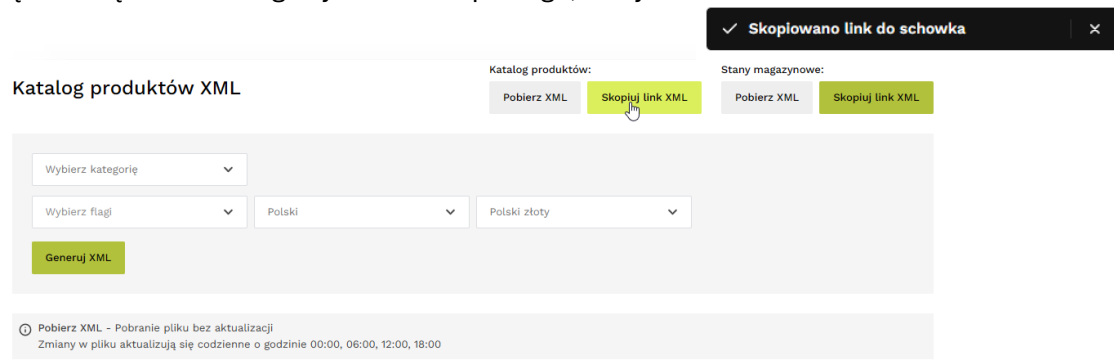 Skopiowano link do schowka
Katalog produktów XML
Katalog produktów:
Pobierz XML
Skopiuj link XML
Stany magazynowe:
Pobierz XML
Skopiuj link XML
Wybierz kategorię
Wybierz flagi
Polski
Polski złoty
Generuj XML
Pobierz XML - Pobranie pliku bez aktualizacji
Zmiany w pliku aktualizują się codzienne o godzinie 00:00, 06:00, 12:00, 18:00